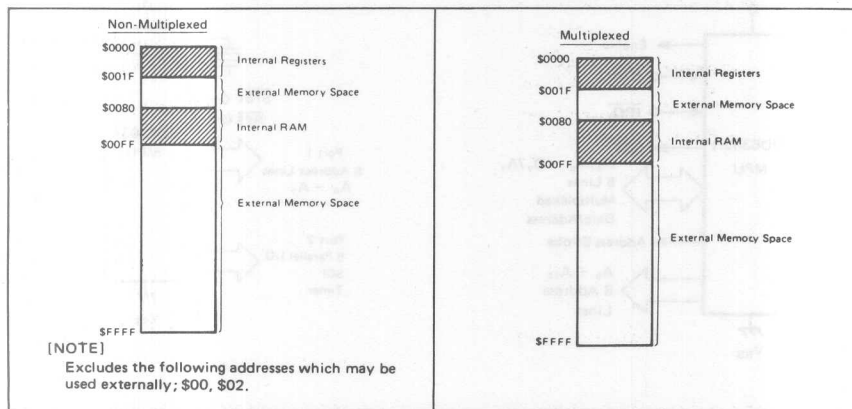 Non-Multiplexed
$0000
Internal Registers
$001F
External Memory Space
$0080
Internal RAM
$00FF
External Memory Space
$FFFF
[NOTE]
Excludes the following addresses which may be
used externally; $00, $02.
Multiplexed
$0000
Internal Registers
$001F
External Memory Space
$0080
Internal RAM
$00FF
External Memory Space
$FFFF